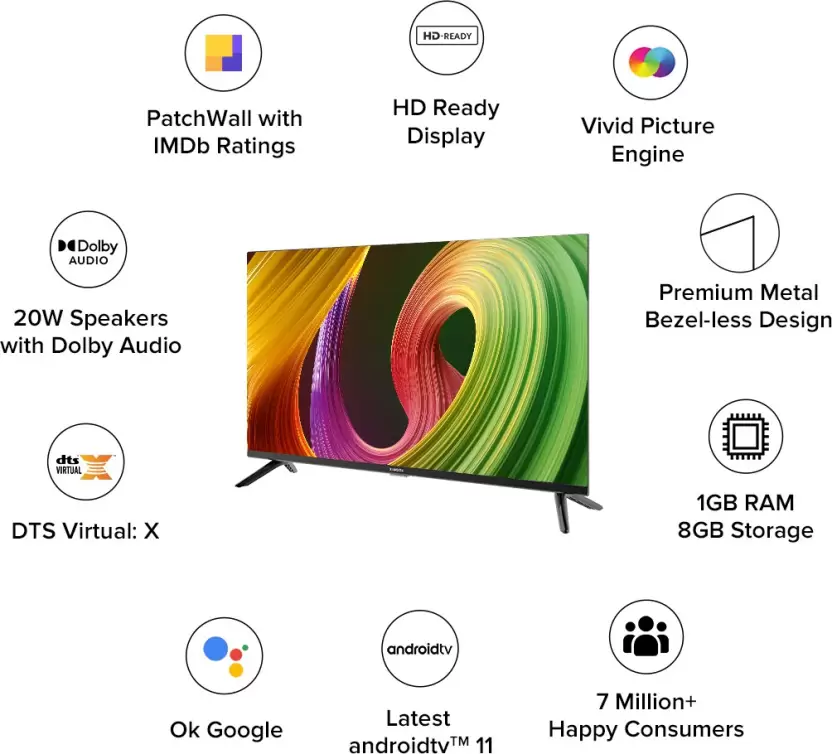 HD-READY
PatchWall with
IMDb Ratings
HD Ready
Display
Vivid Picture
Engine
Dolby
AUDIO
20W Speakers
with Dolby Audio
Premium Metal
Bezel-less Design
dts
VIRTUAL X
DTS Virtual: X
1GB RAM
8GB Storage
Ok Google
androidtv
Latest
androidtv™ 11
7 Million+
Happy Consumers